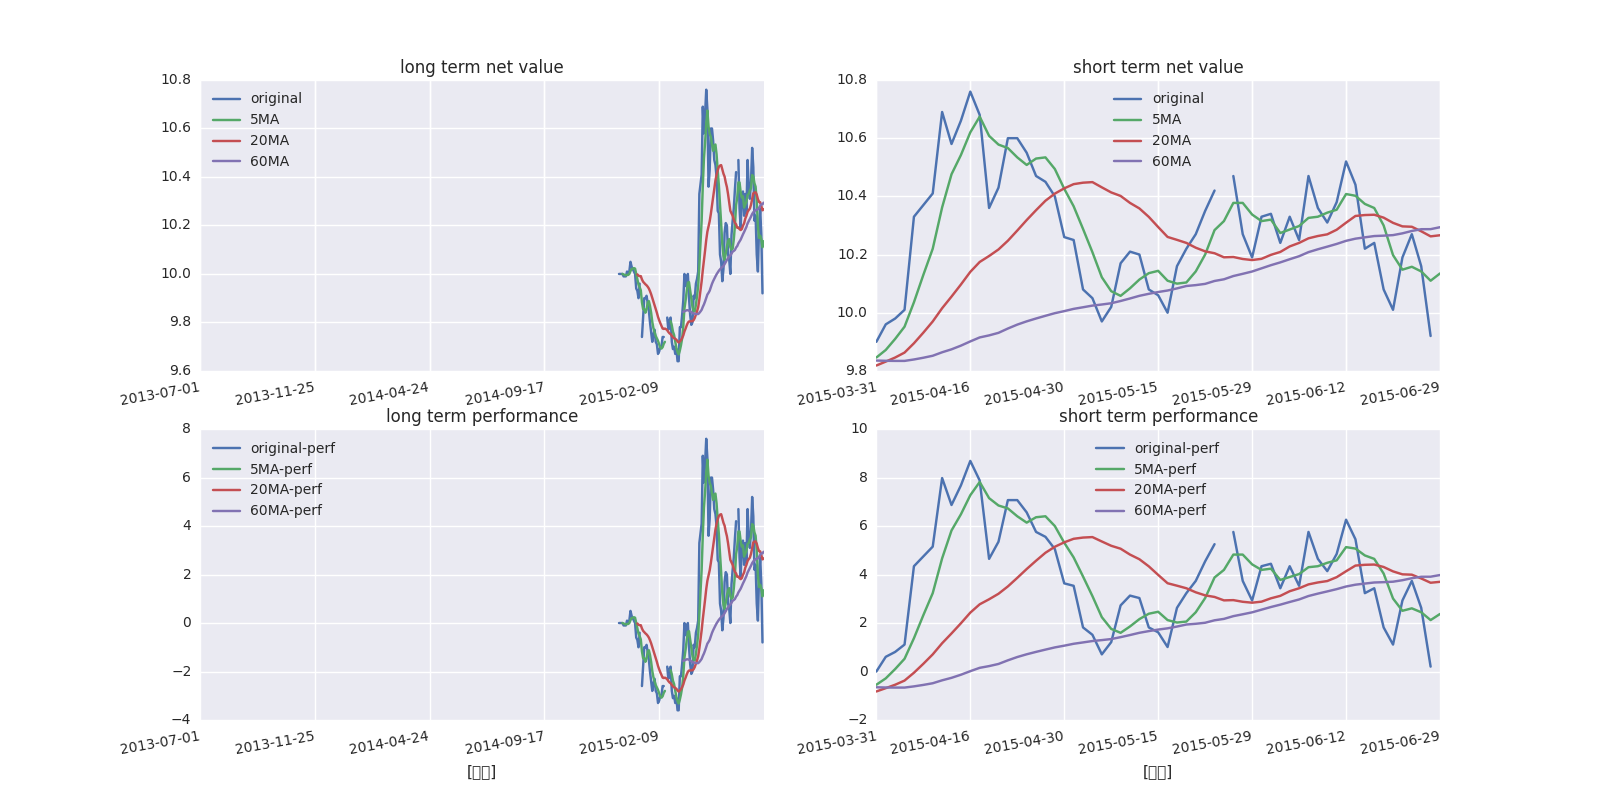 long term net value
10.8
10.6
10.4
10.2
10.0
9.8
9.6
original
5MA
20MA
60MA
2013-07-01
2013-11-25
2014-04-24
2014-09-17
2015-02-09
short term net value
10.8
10.6
10.4
10.2
10.0
9.8
original
5MA
20MA
60MA
2015-03-31
2015-04-16
2015-04-30
2015-05-15
2015-05-29
2015-06-12
2015-06-29
long term performance
8
6
4
2
0
−2
−4
original-perf
5MA-perf
20MA-perf
60MA-perf
2013-07-01
2013-11-25
2014-04-24
2014-09-17
2015-02-09
short term performance
10
8
6
4
2
0
−2
original-perf
5MA-perf
20MA-perf
60MA-perf
2015-03-31
2015-04-16
2015-04-30
2015-05-15
2015-05-29
2015-06-12
2015-06-29